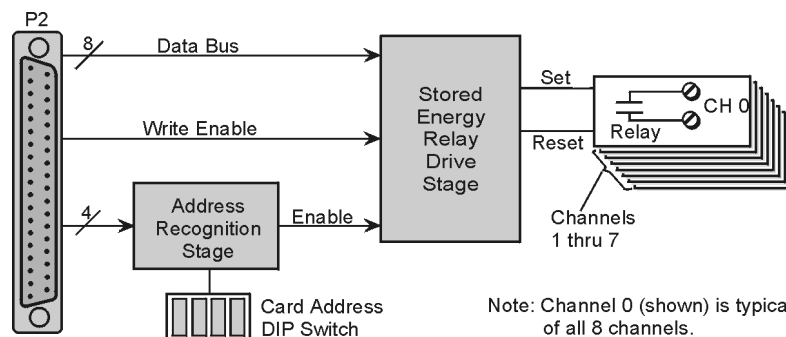 P2
8
Data Bus
Write Enable
4
Address
Recognition
Stage
Enable
Card Address
DIP Switch
Stored
Energy
Relay
Drive
Stage
Set
Reset
CH 0
Relay
Channels
1 thru 7
Note: Channel 0 (shown) is typica
of all 8 channels.